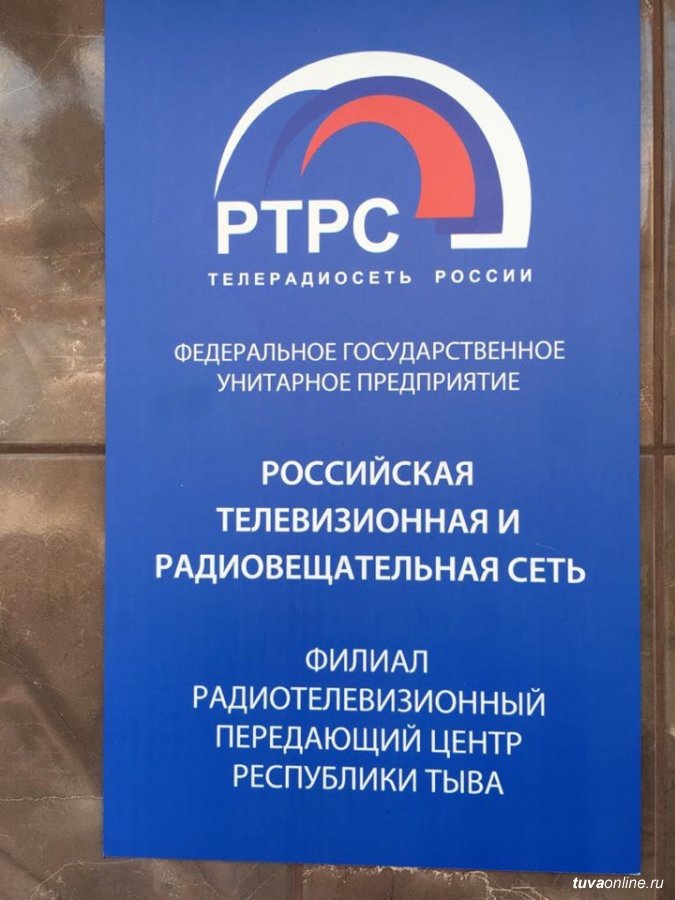 РТРС
ТЕЛЕРАДИОСЕТЬ РОССИИ
ФЕДЕРАЛЬНОЕ ГОСУДАРСТВЕННОЕ
УНИТАРНОЕ ПРЕДПРИЯТИЕ
РОССИЙСКАЯ
ТЕЛЕВИЗИОННАЯ И
РАДИОВЕЩАТЕЛЬНАЯ СЕТЬ
ФИЛИАЛ
РАДИОТЕЛЕВИЗИОННЫЙ
ПЕРЕДАЮЩИЙ ЦЕНТР
РЕСПУБЛИКИ ТЫВА
tuvaonline.ru